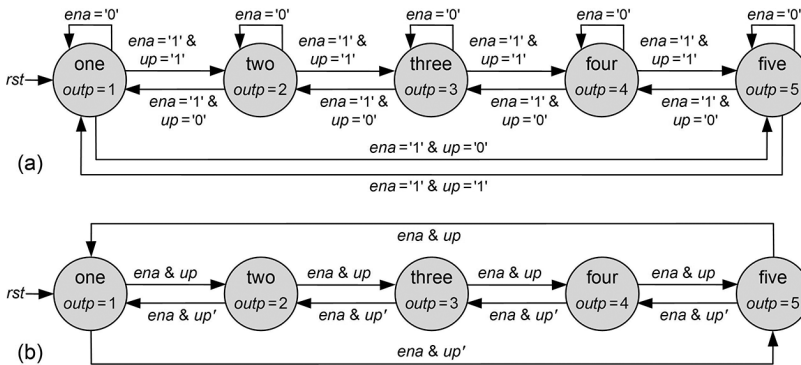 ena='0' ena='0' ena='0' ena='0' ena='0'
ena='1' & ena='1' & ena='1' & ena='1' &
up='1' up='1' up='1' up='1'
one two three four five
rst outp=1 outp=2 outp=3 outp=4 outp=5
ena='1' & ena='1' & ena='1' & ena='1' &
up='0' up='0' up='0' up='0'
ena='1' & up='0'
(a)
ena='1' & up='1'
ena & up
ena & up ena & up ena & up ena & up
one two three four five
rst outp=1 outp=2 outp=3 outp=4 outp=5
ena & up' ena & up' ena & up' ena & up'
(b)
ena & up'